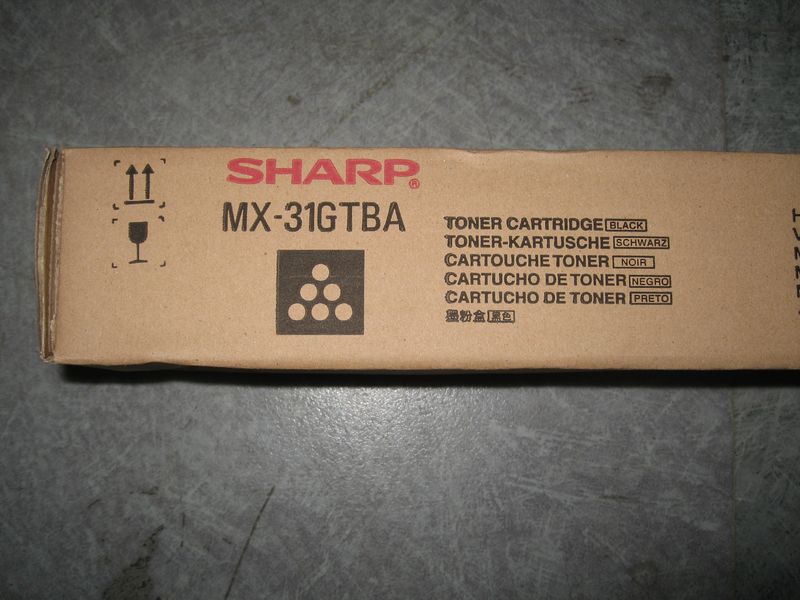 SHARP®
MX-31GTBA
TONER CARTRIDGE BLACK
TONER-KARTUSCHE SCHWARZ
CARTOUCHE TONER NOIR
CARTUCHO DE TONER NEGRO
CARTUCHO DE TONER PRETO
墨粉盒 黑色